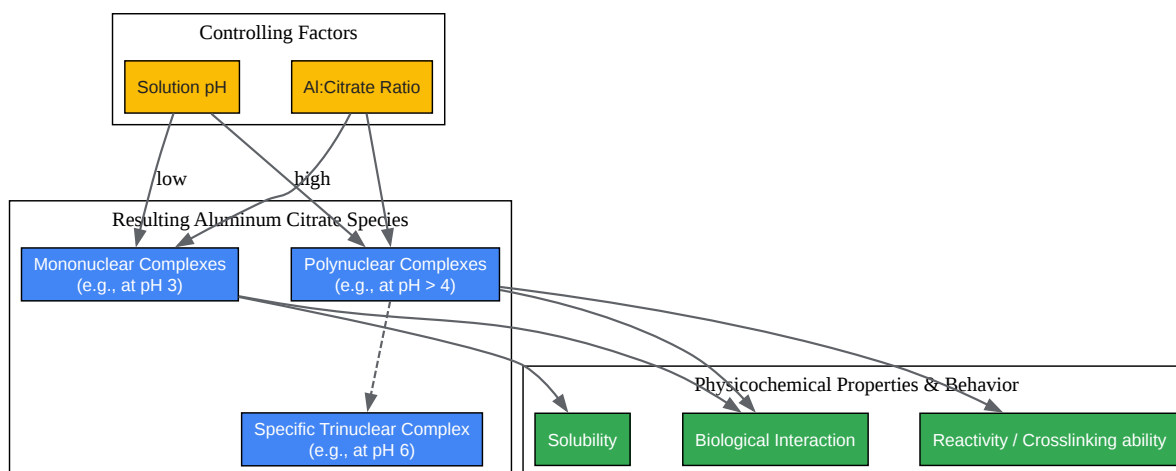 Controlling Factors
Solution pH
Al:Citrate Ratio
low
high
Resulting Aluminum Citrate Species
Mononuclear Complexes
(e.g., at pH 3)
Polynuclear Complexes
(e.g., at pH > 4)
Physicochemical Properties & Behavior
Specific Trinuclear Complex
(e.g., at pH 6)
Solubility
Biological Interaction
Reactivity / Crosslinking ability